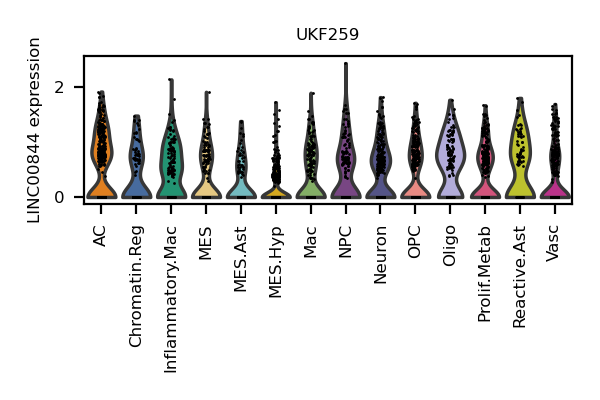 UKF259
LINC00844 expression
2
0
AC
Chromatin.Reg
Inflammatory.Mac
MES
MES.Ast
MES.Hyp
Mac
NPC
Neuron
OPC
Oligo
Prolif.Metab
Reactive.Ast
Vasc